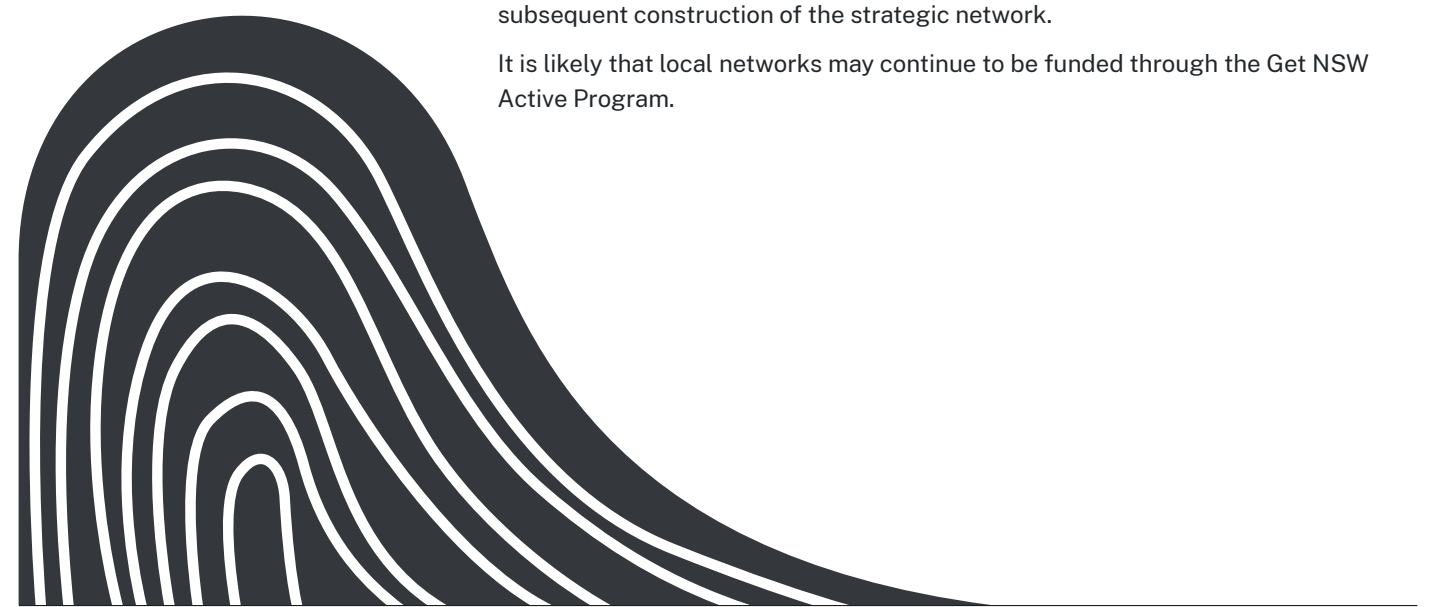 subsequent construction of the strategic network.
It is likely that local networks may continue to be funded through the Get NSW
Active Program.